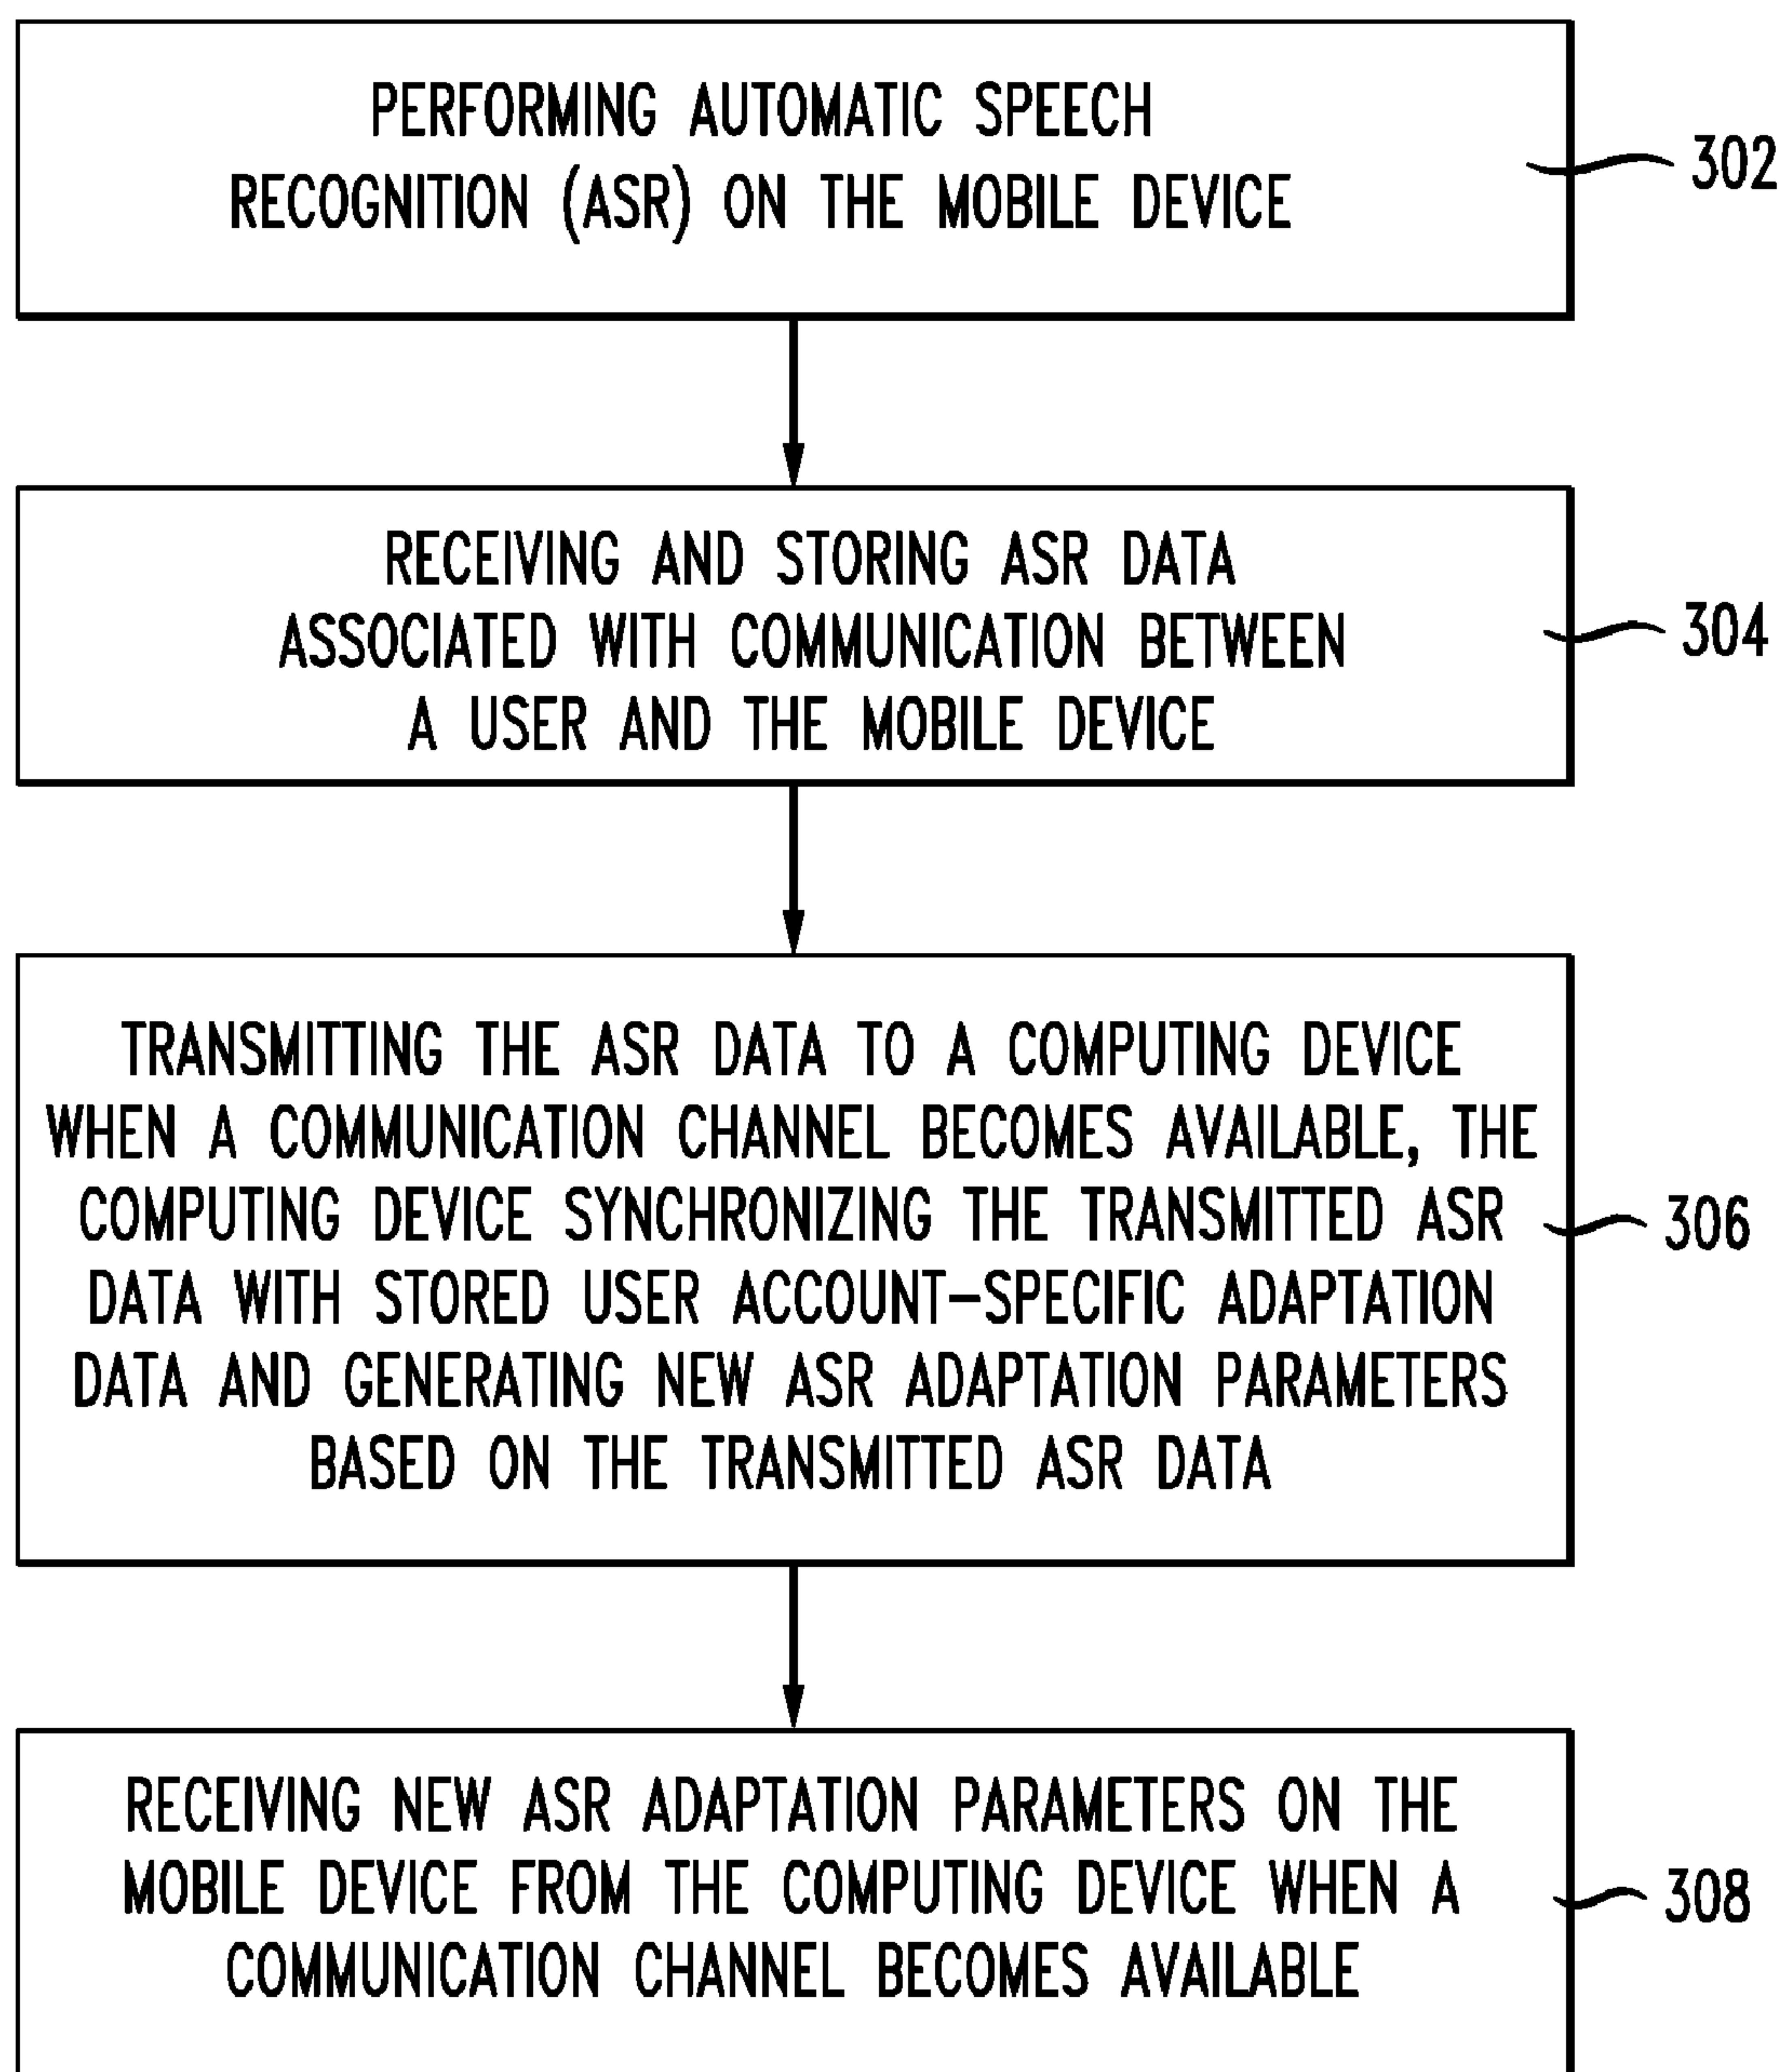 PERFORMING AUTOMATIC SPEECH
RECOGNITION (ASR) ON THE MOBILE DEVICE
302
RECEIVING AND STORING ASR DATA
ASSOCIATED WITH COMMUNICATION BETWEEN
A USER AND THE MOBILE DEVICE
304
TRANSMITTING THE ASR DATA TO A COMPUTING DEVICE
WHEN A COMMUNICATION CHANNEL BECOMES AVAILABLE, THE
COMPUTING DEVICE SYNCHRONIZING THE TRANSMITTED ASR
DATA WITH STORED USER ACCOUNT-SPECIFIC ADAPTATION
DATA AND GENERATING NEW ASR ADAPTATION PARAMETERS
BASED ON THE TRANSMITTED ASR DATA
306
RECEIVING NEW ASR ADAPTATION PARAMETERS ON THE
MOBILE DEVICE FROM THE COMPUTING DEVICE WHEN A
COMMUNICATION CHANNEL BECOMES AVAILABLE
308